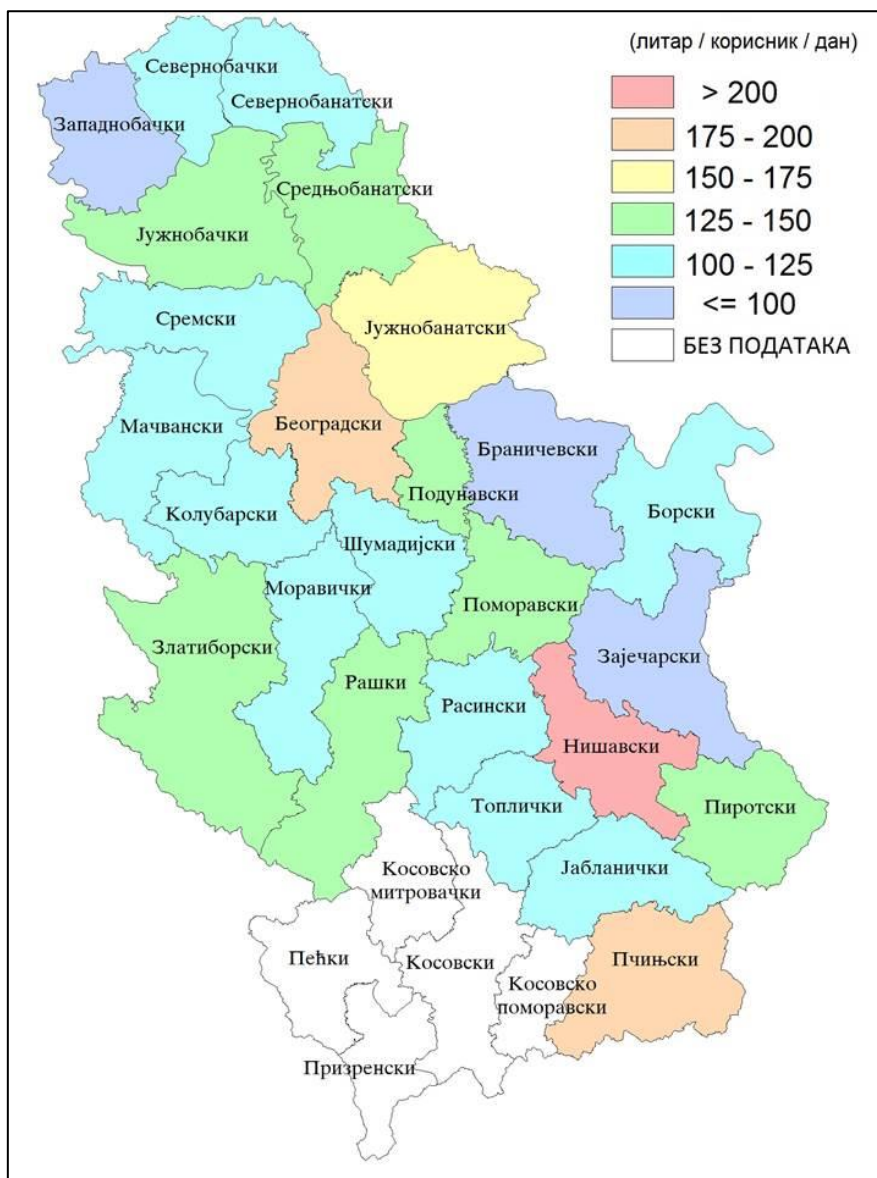 (литар / корисник / дан)
> 200
175 - 200
150 - 175
125 - 150
100 - 125
<= 100
БЕЗ ПОДАТАКА
Севернобачки
Севернобанатски
Западнобачки
Средњобанатски
Јужнобачки
Сремски
Јужнобанатски
Мачвански
Београдски
Браничевски
Подунавски
Колубарски
Борски
Шумадијски
Моравички
Поморавски
Златиборски
Зајечарски
Рашки
Расински
Нишавски
Топлички
Пиротски
Јабланички
Косовско
митровачки
Пећки
Косовски
Косовско
поморавски
Пчињски
Призренски